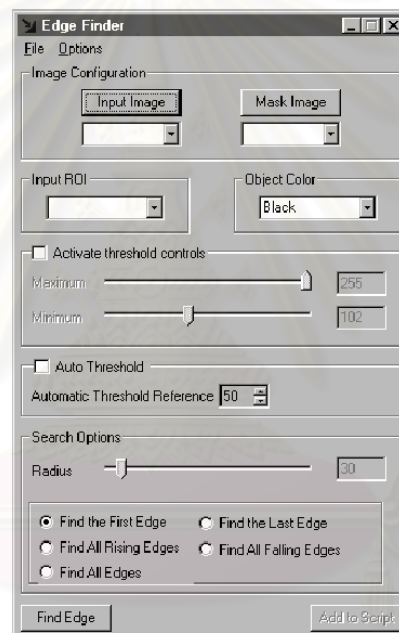 Edge Finder
File Options
Image Configuration
Input Image Mask Image
Input ROI Object Color
Black
Activate threshold controls
Maximum 255
Minimum 102
Auto Threshold
Automatic Threshold Reference 50
Search Options
Radius 30
Find the First Edge Find the Last Edge
Find All Rising Edges Find All Falling Edges
Find All Edges
Find Edge Add to Script